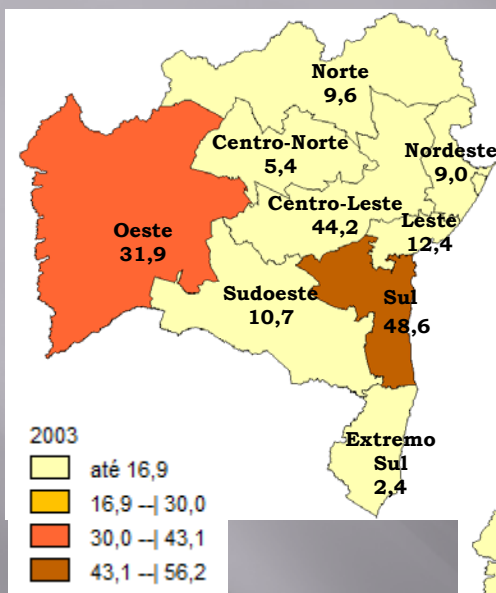 Norte
9,6
Centro-Norte
5,4
Nordeste
9,0
Centro-Leste
44,2
Leste
12,4
Oeste
31,9
Sudoeste
10,7
Sul
48,6
Extremo
Sul
2,4
2003
até 16,9
16,9 --| 30,0
30,0 --| 43,1
43,1 --| 56,2